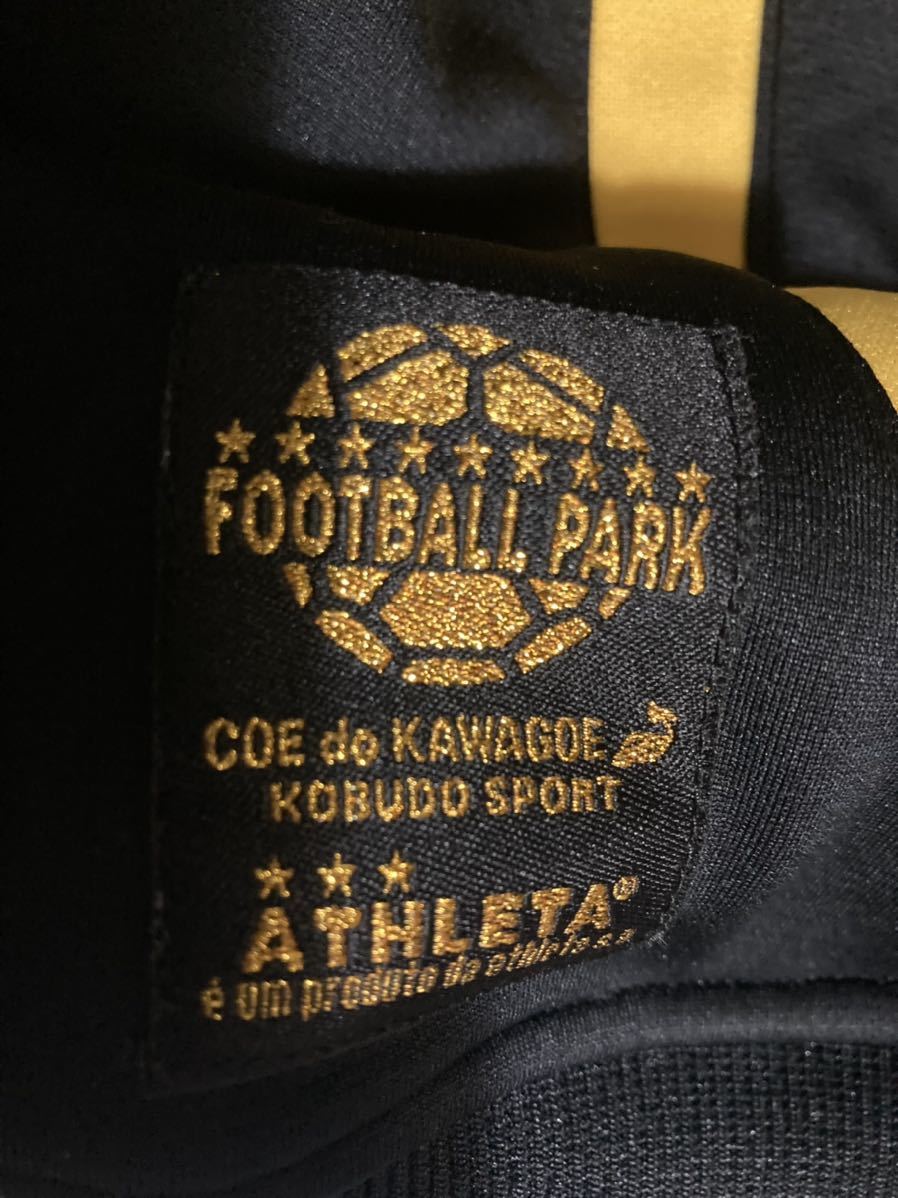 FOOTBALL PARK
COE do KAWAGOE
KOBUDO SPORT
ATHLETA®
é um produto da athleta s.a.